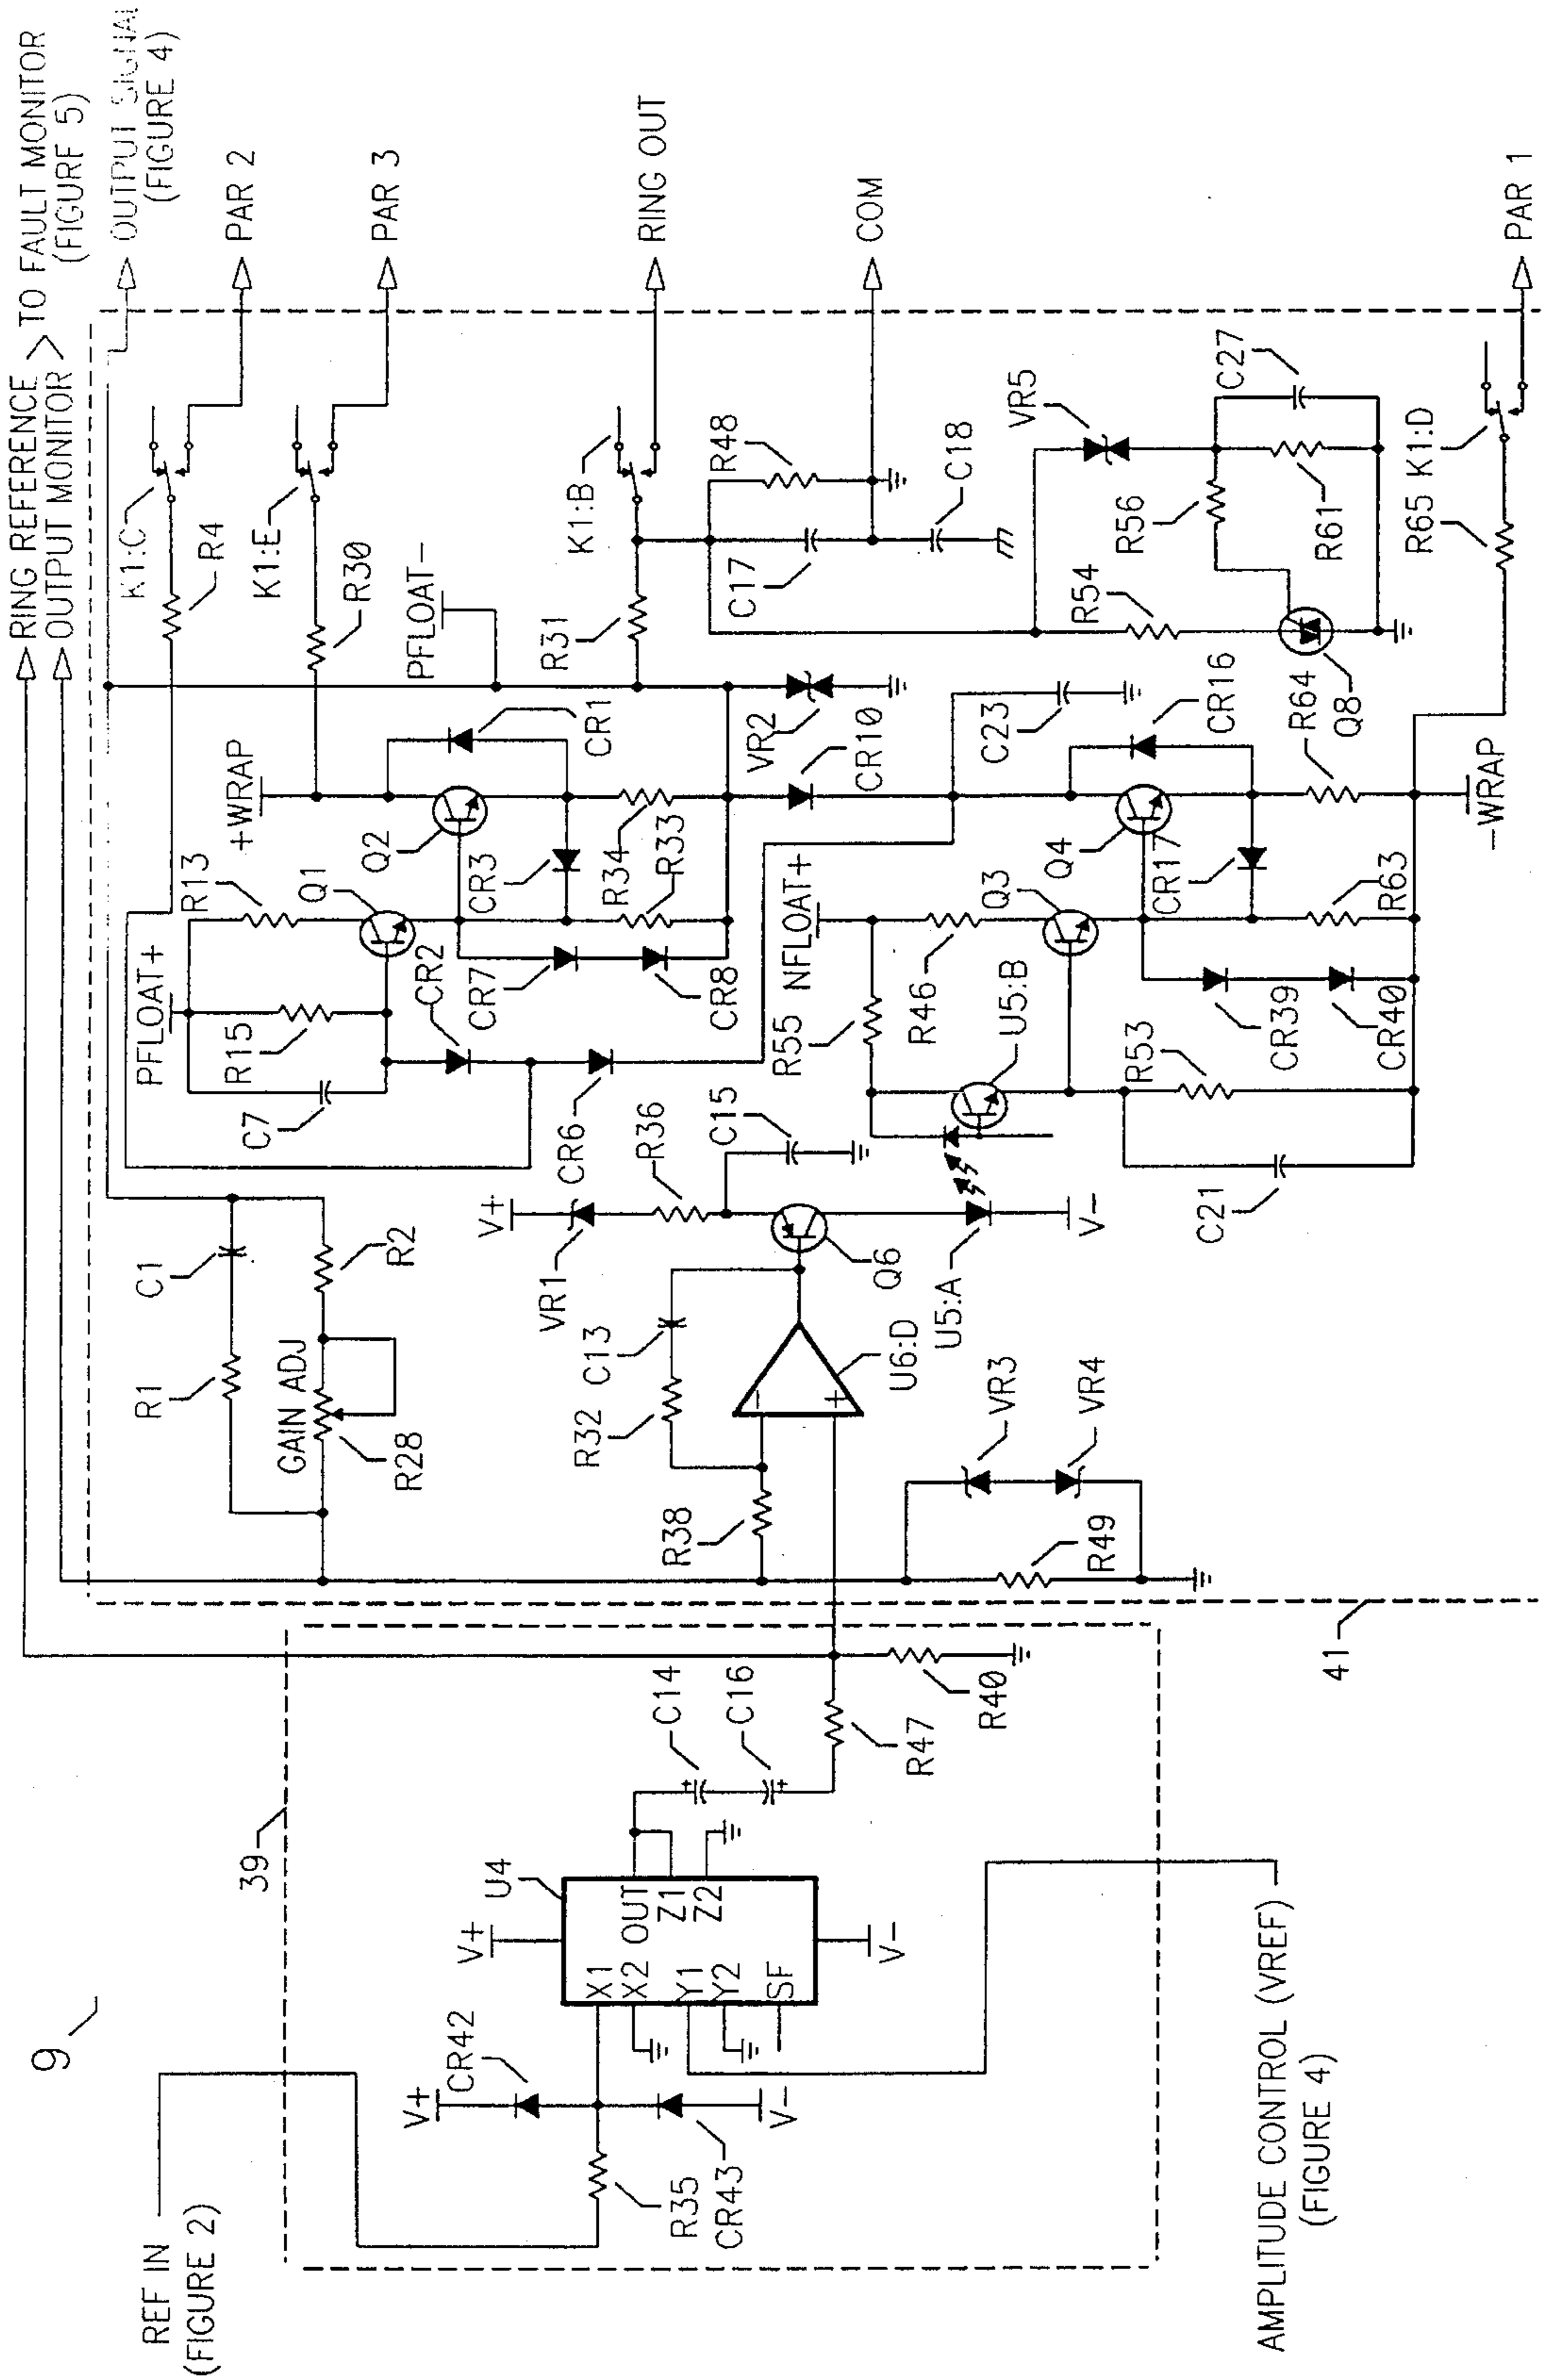 9
REF IN
(FIGURE 2)
39
V+
CR42
R35
CR43
V-
U4
V+
X1
X2
Y1
Y2
SF
OUT
Z1
Z2
V-
C14
C16
R47
R40
AMPLITUDE CONTROL (VREF)
(FIGURE 4)
41
RING REFERENCE
OUTPUT MONITOR
TO FAULT MONITOR
(FIGURF 5)
OUTPUT SIGNAL
(FIGURE 4)
PAR 2
PAR 3
RING OUT
COM
PAR 1
R1
C1
GAIN ADJ
R28
R2
R38
R32
C13
U6:D
R49
VR3
VR4
V+
VR1
R36
C15
Q6
U5:A
V-
PFLOAT+
R15
C7
R13
Q1
CR2
CR6
CR7
CR8
+WRAP
Q2
CR3
R34
R33
CR1
PFLOAT-
K1:C
R4
K1:E
R30
R31
K1:B
VR2
CR10
NFLOAT+
R55
R46
U5:B
Q3
Q4
CR17
C23
CR16
R64
R63
R53
CR39
CR40
C21
-WRAP
C17
R48
C18
VR5
R54
R56
R61
C27
Q8
R65
K1:D